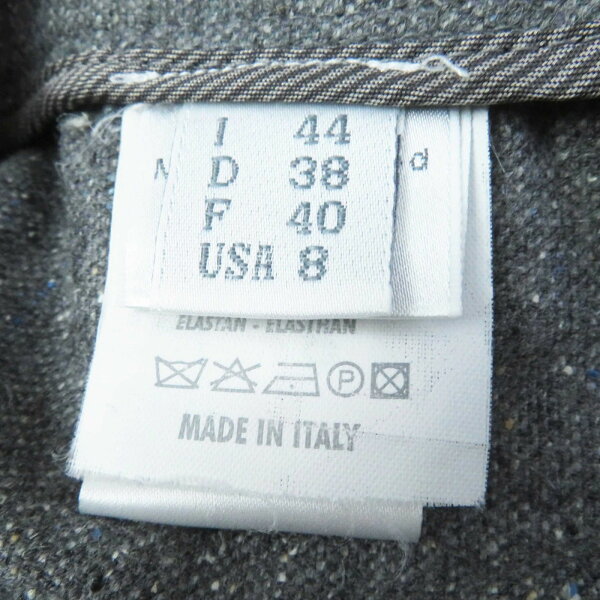 I 44
D 38
F 40
USA 8
ELASTAN - ELASTHAN
P
MADE IN ITALY